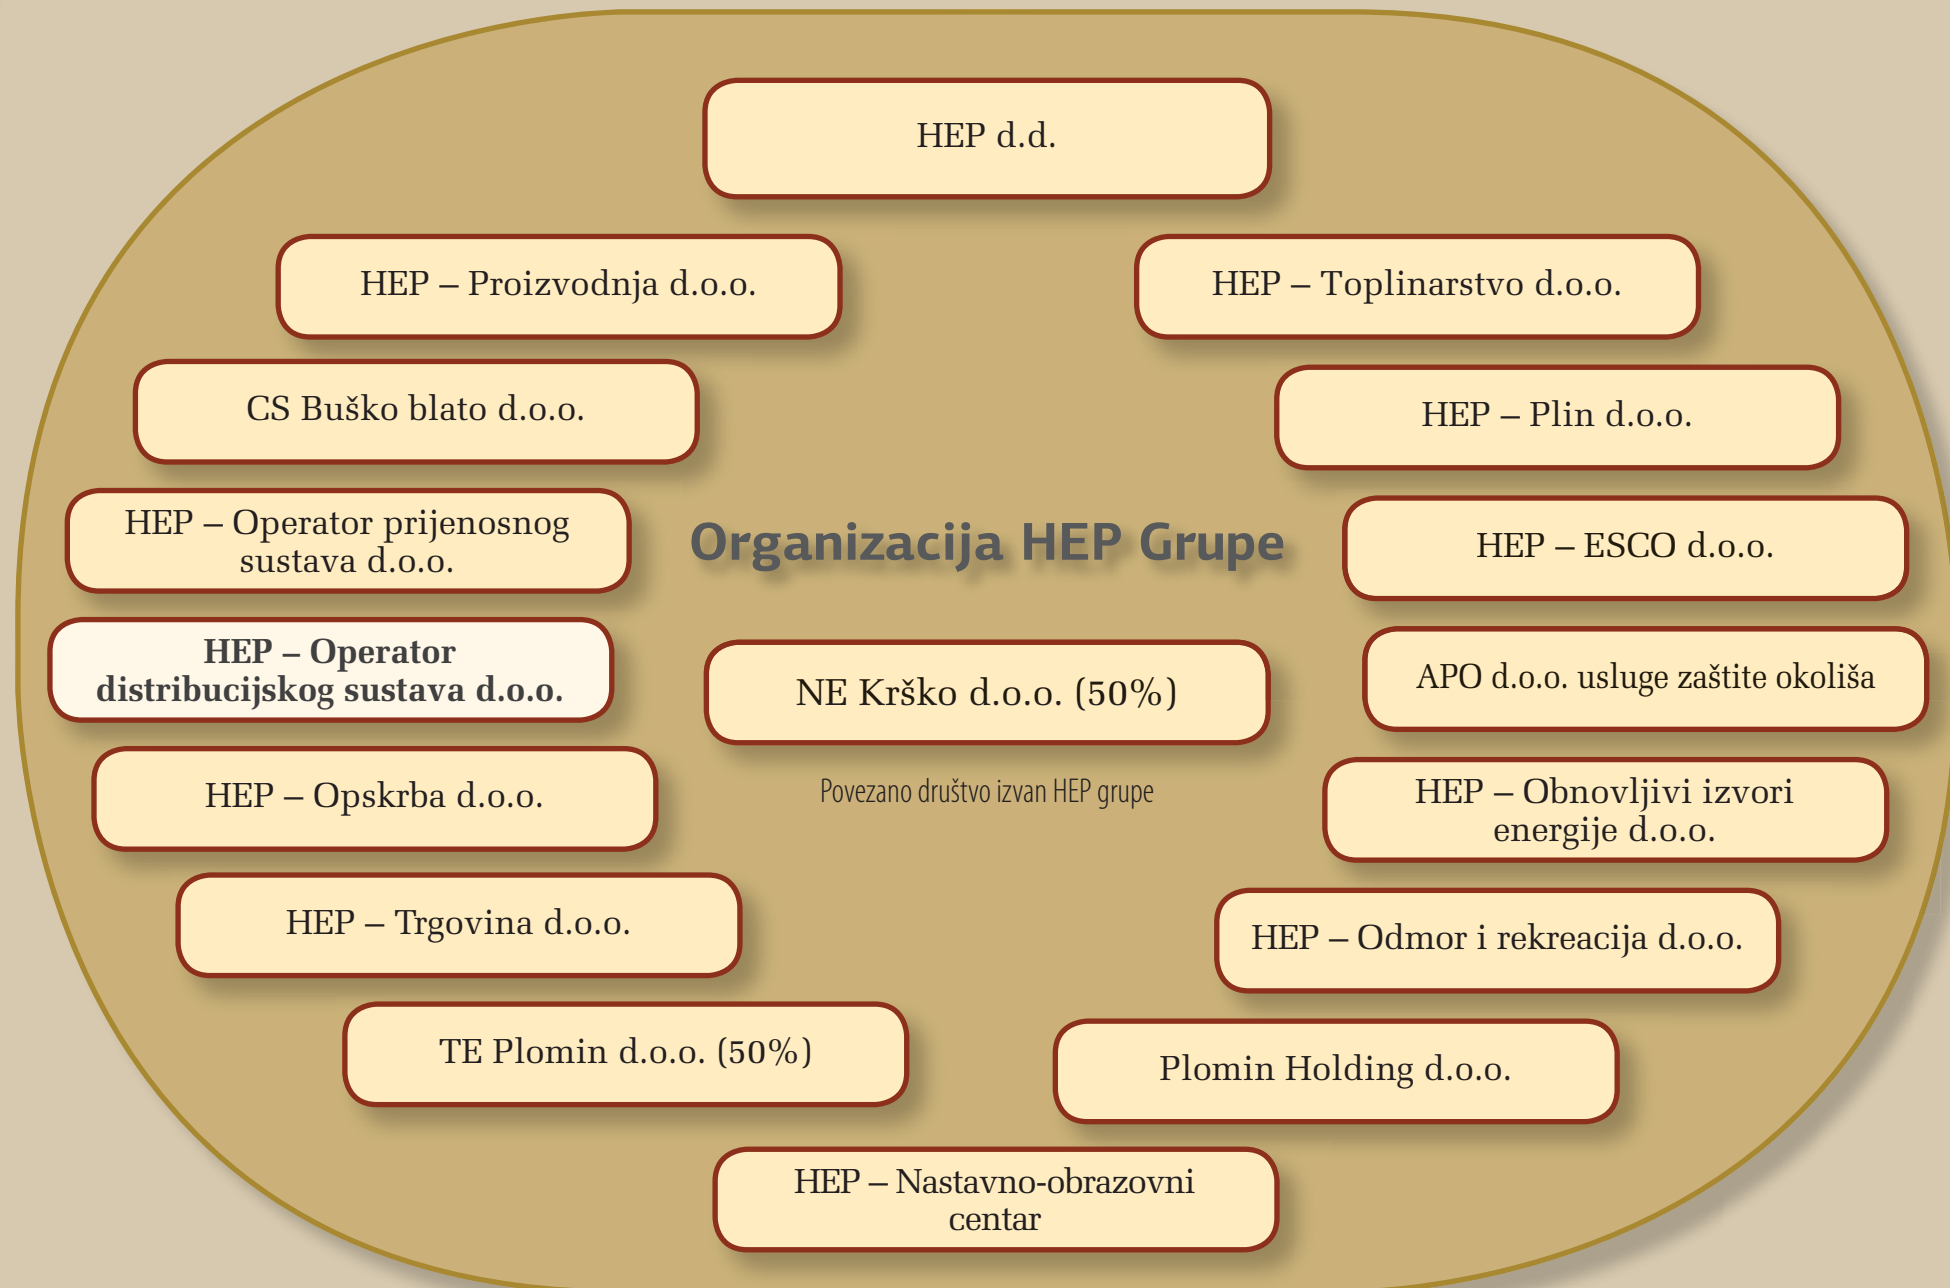 HEP d.d.
HEP – Proizvodnja d.o.o.
HEP – Toplinarstvo d.o.o.
CS Buško blato d.o.o.
HEP – Plin d.o.o.
HEP – Operator prijenosnog
sustava d.o.o.
Organizacija HEP Grupe
HEP – ESCO d.o.o.
HEP – Operator
distribucijskog sustava d.o.o.
NE Krško d.o.o. (50%)
Povezano društvo izvan HEP grupe
APO d.o.o. usluge zaštite okoliša
HEP – Opskrba d.o.o.
HEP – Obnovljivi izvori
energije d.o.o.
HEP – Trgovina d.o.o.
HEP – Odmor i rekreacija d.o.o.
TE Plomin d.o.o. (50%)
Plomin Holding d.o.o.
HEP – Nastavno-obrazovni
centar